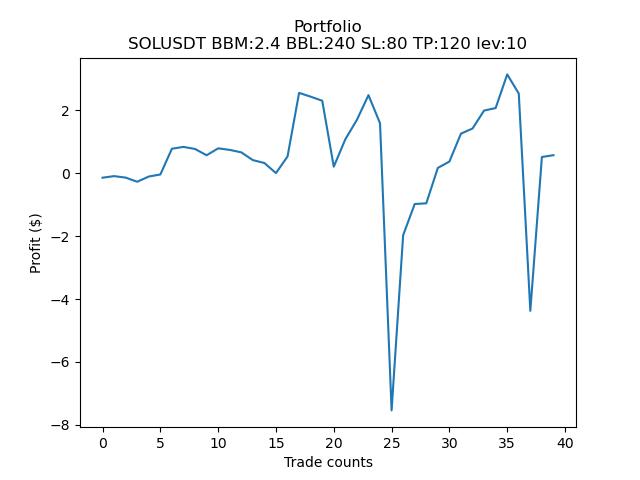 Portfolio
SOLUSDT BBM:2.4 BBL:240 SL:80 TP:120 lev:10
Profit ($)
2
0
−2
−4
−6
−8
0 5 10 15 20 25 30 35 40
Trade counts